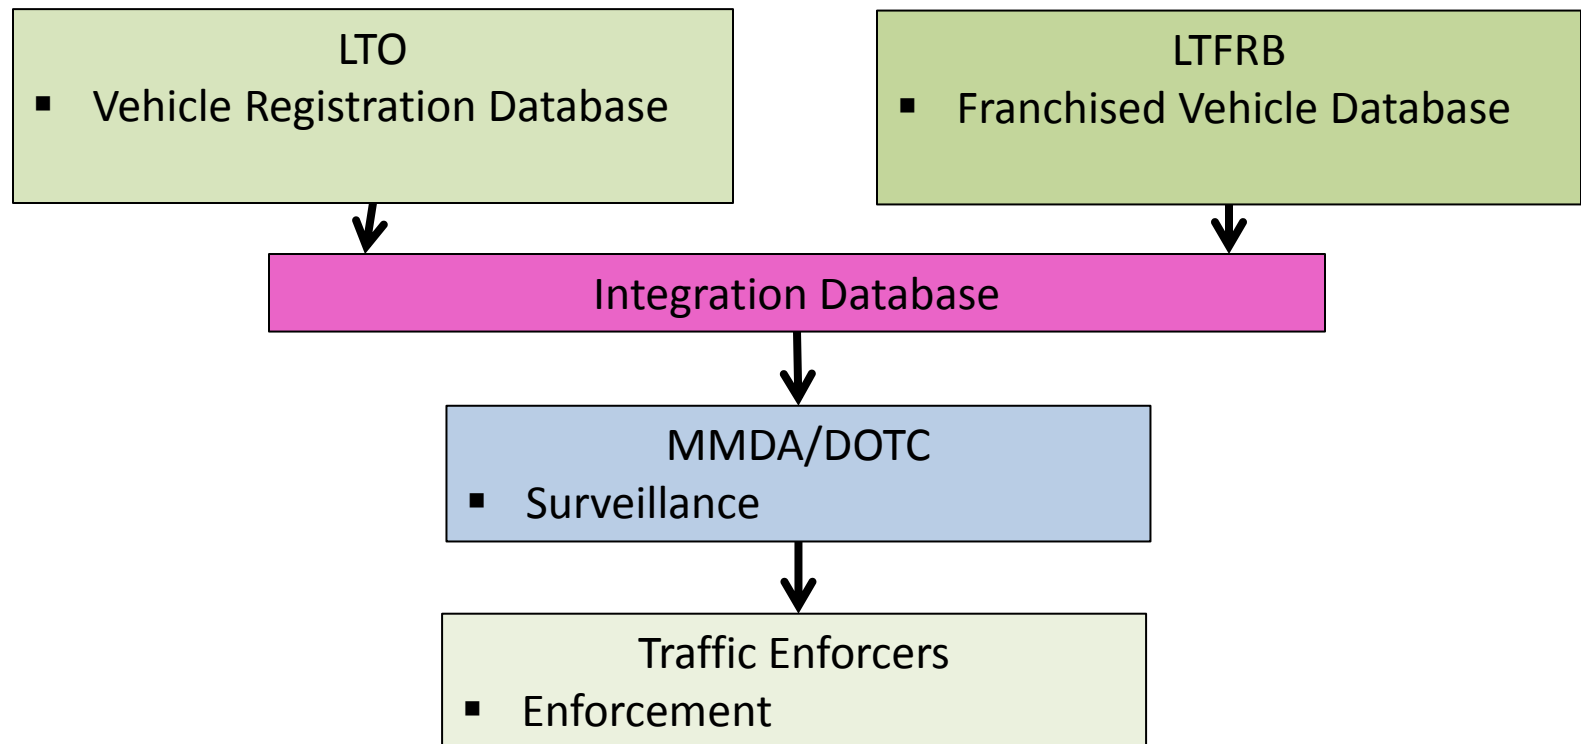 LTO
▪ Vehicle Registration Database
LTFRB
▪ Franchised Vehicle Database
Integration Database
MMDA/DOTC
▪ Surveillance
Traffic Enforcers
▪ Enforcement